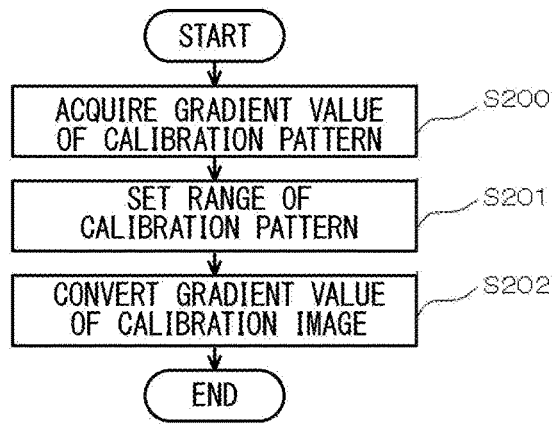 START
ACQUIRE GRADIENT VALUE
OF CALIBRATION PATTERN
S200
SET RANGE OF
CALIBRATION PATTERN
S201
CONVERT GRADIENT VALUE
OF CALIBRATION IMAGE
S202
END